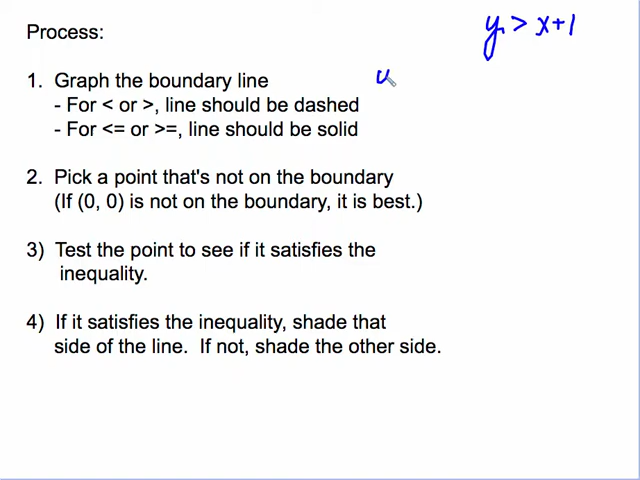 Process:
y > x+1
1. Graph the boundary line
- For < or >, line should be dashed
- For <= or >=, line should be solid
2. Pick a point that's not on the boundary
(If (0, 0) is not on the boundary, it is best.)
3) Test the point to see if it satisfies the
inequality.
4) If it satisfies the inequality, shade that
side of the line. If not, shade the other side.